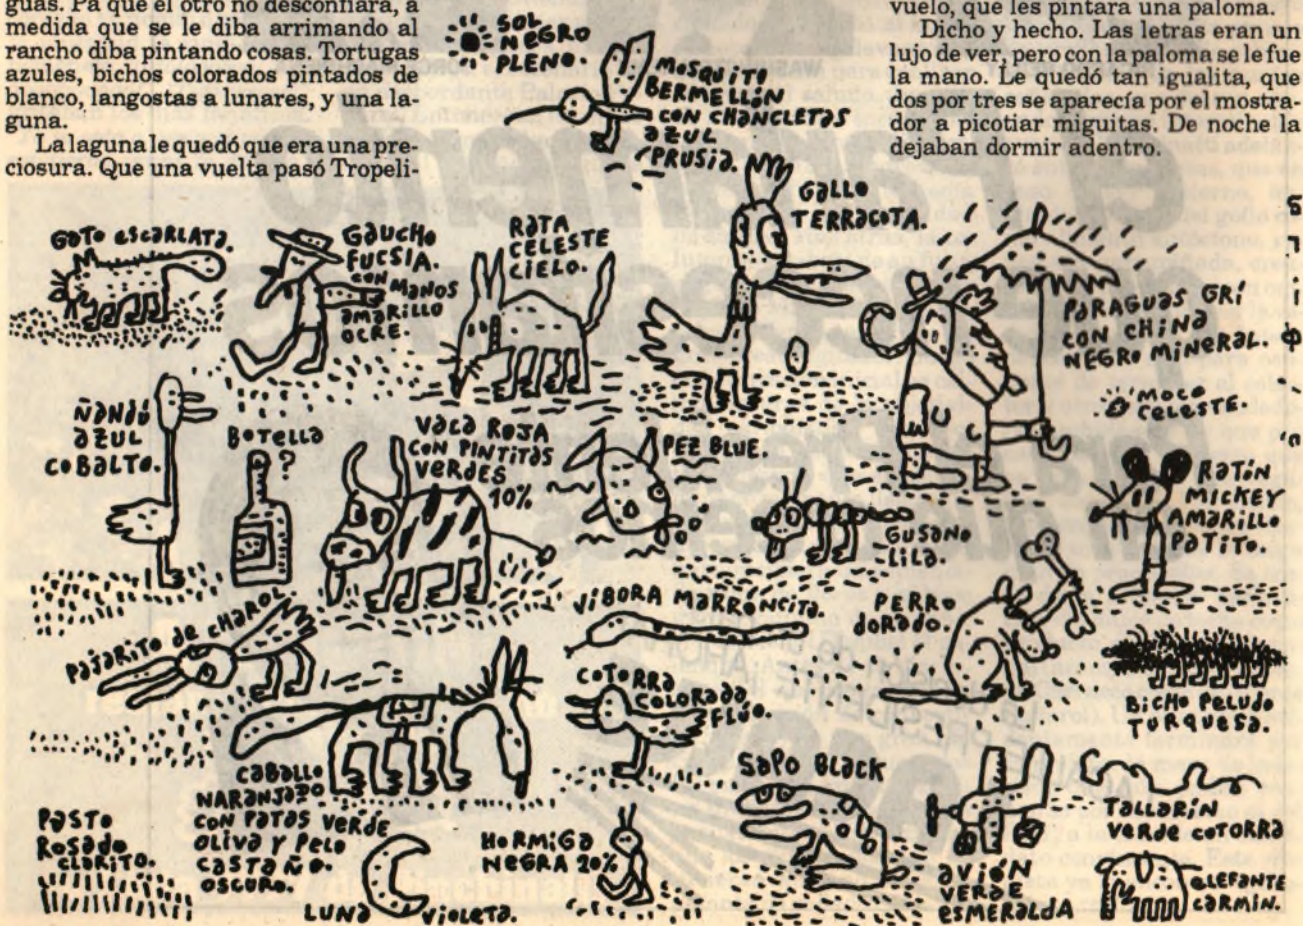 guas. Pa que el otro no desconfiara, a
medida que se le diba arrimando al
rancho diba pintando cosas. Tortugas
azules, bichos colorados pintados de
blanco, langostas a lunares, y una la-
guna.
La laguna le quedó que era una pre-
ciosura. Que una vuelta pasó Tropeli-
vuelo, que les pintara una paloma.
Dicho y hecho. Las letras eran un
lujo de ver, pero con la paloma se le fue
la mano. Le quedó tan igualita, que
dos por tres se aparecía por el mostra-
dor a picotiar miguitas. De noche la
dejaban dormir adentro.
SOL
NEGRO
PLENO.
MOSQUITO
BERMELLÓN
CON CHANCLETAS
AZUL
PRUSIA.
GALLO
TERRACOTA.
GATO ESCARLATA.
GAUCHO
FUCSIA.
CON MANOS
AMARILLO
OCRE.
RATA
CELESTE
CIELO.
PARAGUAS GRÍ
CON CHINA
NEGRO MINERAL.
MOCO
CELESTE.
ÑANDÚ
AZUL
COBALTO.
BOTELLA
?
VACA ROJA
CON PINTITAS
VERDES
10%
PEZ BLUE.
GUSANO
LILA.
RATÍN
MICKEY
AMARILLO
PATITO.
PAJARITO DE CHAROL
VÍBORA MARRONCITA.
PERRO
DORADO.
COTORRA
COLORADA
FLÚO.
BICHO PELUDO
TURQUESA.
CABALLO
NARANJADO
CON PATAS VERDE
OLIVA Y PELO
CASTAÑO
OSCURO.
SAPO BLACK
TALLARÍN
VERDE COTORRA
PASTO
ROSADO
CLARITO.
LUNA VIOLETA.
HORMIGA
NEGRA 20%
AVIÓN
VERDE
ESMERALDA
ELEFANTE
CARMÍN.